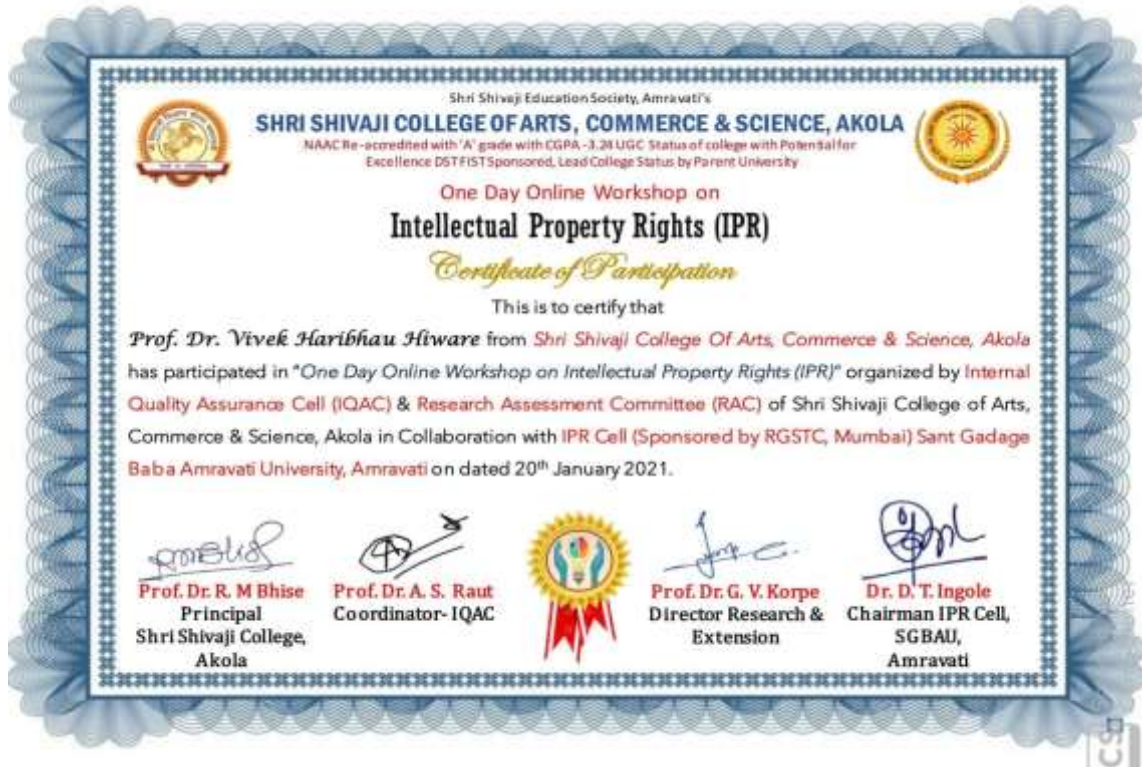 Shri Shivaji Education Society, Amravati's
SHRI SHIVAJI COLLEGE OF ARTS, COMMERCE & SCIENCE, AKOLA
NAAC Re-accredited with 'A' grade with CGPA -3.24 UGC Status of college with Potential for
Excellence DST FIST Sponsored, Lead College Status by Parent University
One Day Online Workshop on
Intellectual Property Rights (IPR)
Certificate of Participation
This is to certify that
Prof. Dr. Vivek Haribhau Hiware from Shri Shivaji College Of Arts, Commerce & Science, Akola
has participated in "One Day Online Workshop on Intellectual Property Rights (IPR)" organized by Internal
Quality Assurance Cell (IQAC) & Research Assessment Committee (RAC) of Shri Shivaji College of Arts,
Commerce & Science, Akola in Collaboration with IPR Cell (Sponsored by RGSTC, Mumbai) Sant Gadage
Baba Amravati University, Amravati on dated 20th January 2021.
Prof. Dr. R. M Bhise
Principal
Shri Shivaji College,
Akola
Prof. Dr. A. S. Raut
Coordinator- IQAC
Prof. Dr. G. V. Korpe
Director Research &
Extension
Dr. D. T. Ingole
Chairman IPR Cell,
SGBAU,
Amravati
CS